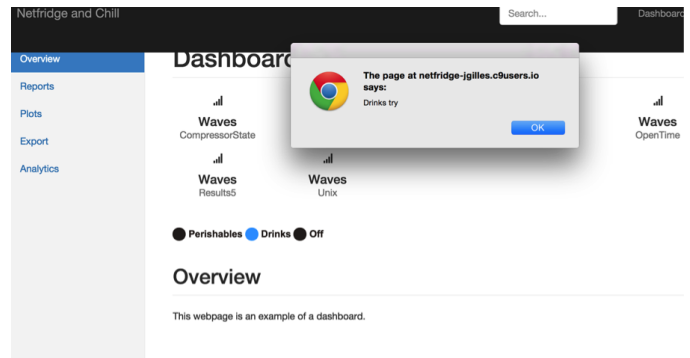 Netfridge and Chill
Search...
Dashboard
Overview
Reports
Plots
Export
Analytics
Dashboard
The page at netfridge-jgilles.c9users.io
says:
Drinks try
OK
Waves
CompressorState
Waves
OpenTime
Waves
Results5
Waves
Unix
Perishables Drinks Off
Overview
This webpage is an example of a dashboard.